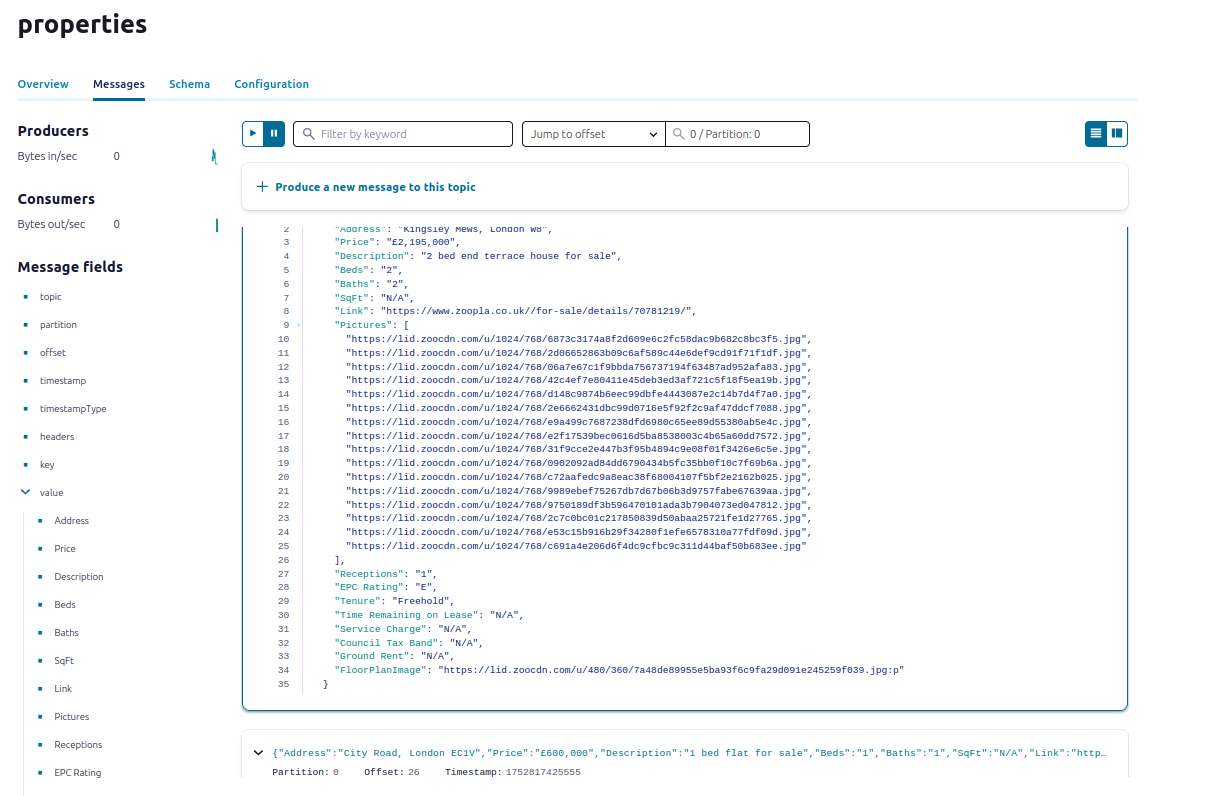 properties
Overview Messages Schema Configuration
Producers
Bytes in/sec 0
Consumers
Bytes out/sec 0
Message fields
topic
partition
offset
timestamp
timestampType
headers
key
value
Address
Price
Description
Beds
Baths
SqFt
Link
Pictures
Receptions
EPC Rating
Filter by keyword
Jump to offset
0 / Partition: 0
Produce a new message to this topic
2 "Address": "Kingsley Mews, London W8",
3 "Price": "£2,195,000",
4 "Description": "2 bed end terrace house for sale",
5 "Beds": "2",
6 "Baths": "2",
7 "SqFt": "N/A",
8 "Link": "https://www.zoopla.co.uk//for-sale/details/70781219/",
9 "Pictures": [
10 "https://lid.zoocdn.com/u/1024/768/6873c3174a8f2d609e6c2fc58dac9b682c8bc3f5.jpg",
11 "https://lid.zoocdn.com/u/1024/768/2d06652863b09c6af589c44e6def9cd91f71f1df.jpg",
12 "https://lid.zoocdn.com/u/1024/768/06a7e67c1f9bbda756737194f63487ad952afa83.jpg",
13 "https://lid.zoocdn.com/u/1024/768/42c4ef7e80411e45deb3ed3af721c5f18f5ea19b.jpg",
14 "https://lid.zoocdn.com/u/1024/768/d148c9874b6eec99dbfe4443087e2c14b7d4f7a0.jpg",
15 "https://lid.zoocdn.com/u/1024/768/2e6662431dbc99d0716e5f92f2c9af47ddcf7088.jpg",
16 "https://lid.zoocdn.com/u/1024/768/e9a499c7687238dfd6980c65ee89d55380ab5e4c.jpg",
17 "https://lid.zoocdn.com/u/1024/768/e2f17539bec0616d5ba8538003c4b65a60dd7572.jpg",
18 "https://lid.zoocdn.com/u/1024/768/31f9cce2e447b3f95b4894c9e08f01f3426e6c5e.jpg",
19 "https://lid.zoocdn.com/u/1024/768/0902092ad84dd6790434b5fc35bb0f10c7f69b6a.jpg",
20 "https://lid.zoocdn.com/u/1024/768/c72aafedc9a8eac38f68004107f5bf2e2162b025.jpg",
21 "https://lid.zoocdn.com/u/1024/768/9989ebef75267db7d67b06b3d9757fabe67639aa.jpg",
22 "https://lid.zoocdn.com/u/1024/768/9750189df3b596470101ada3b7904073ed047812.jpg",
23 "https://lid.zoocdn.com/u/1024/768/2c7c0bc01c217850839d50abaa25721fe1d27765.jpg",
24 "https://lid.zoocdn.com/u/1024/768/e53c15b916b29f34280f1efe6578310a77fdf09d.jpg",
25 "https://lid.zoocdn.com/u/1024/768/c691a4e206d6f4dc9cfbc9c311d44baf50b683ee.jpg"
26 ],
27 "Receptions": "1",
28 "EPC Rating": "E",
29 "Tenure": "Freehold",
30 "Time Remaining on Lease": "N/A",
31 "Service Charge": "N/A",
32 "Council Tax Band": "N/A",
33 "Ground Rent": "N/A",
34 "FloorPlanImage": "https://lid.zoocdn.com/u/480/360/7a48de89955e5ba93f6c9fa29d091e245259f039.jpg:p"
35 }
{"Address":"City Road, London EC1V","Price":"£600,000","Description":"1 bed flat for sale","Beds":"1","Baths":"1","SqFt":"N/A","Link":"http…
Partition: 0 Offset: 26 Timestamp: 1752817425555